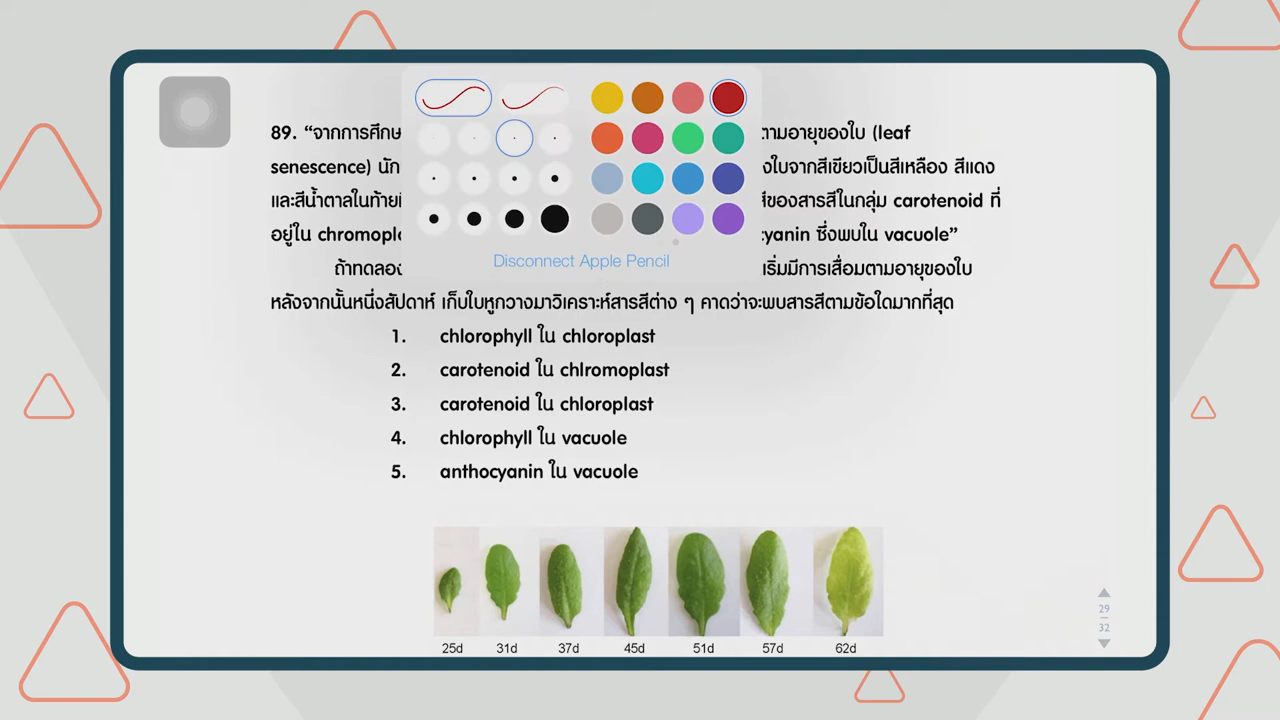 89. “จากการศึกษ ตามอายุของใบ (leaf
senescence) นัก งใบจากสีเขียวเป็นสีเหลือง สีแดง
และสีน้ำตาลในท้าย ของสารสีในกลุ่ม carotenoid ที่
อยู่ใน chromopl cyanin ซึ่งพบใน vacuole”
ถ้าทดลอง เริ่มมีการเสื่อมตามอายุของใบ
หลังจากนั้นหนึ่งสัปดาห์ เก็บใบหูกวางมาวิเคราะห์สารสีต่าง ๆ คาดว่าจะพบสารสีตามข้อใดมากที่สุด
Disconnect Apple Pencil
1. chlorophyll ใน chloroplast
2. carotenoid ใน chlromoplast
3. carotenoid ใน chloroplast
4. chlorophyll ใน vacuole
5. anthocyanin ใน vacuole
25d 31d 37d 45d 51d 57d 62d
29
32